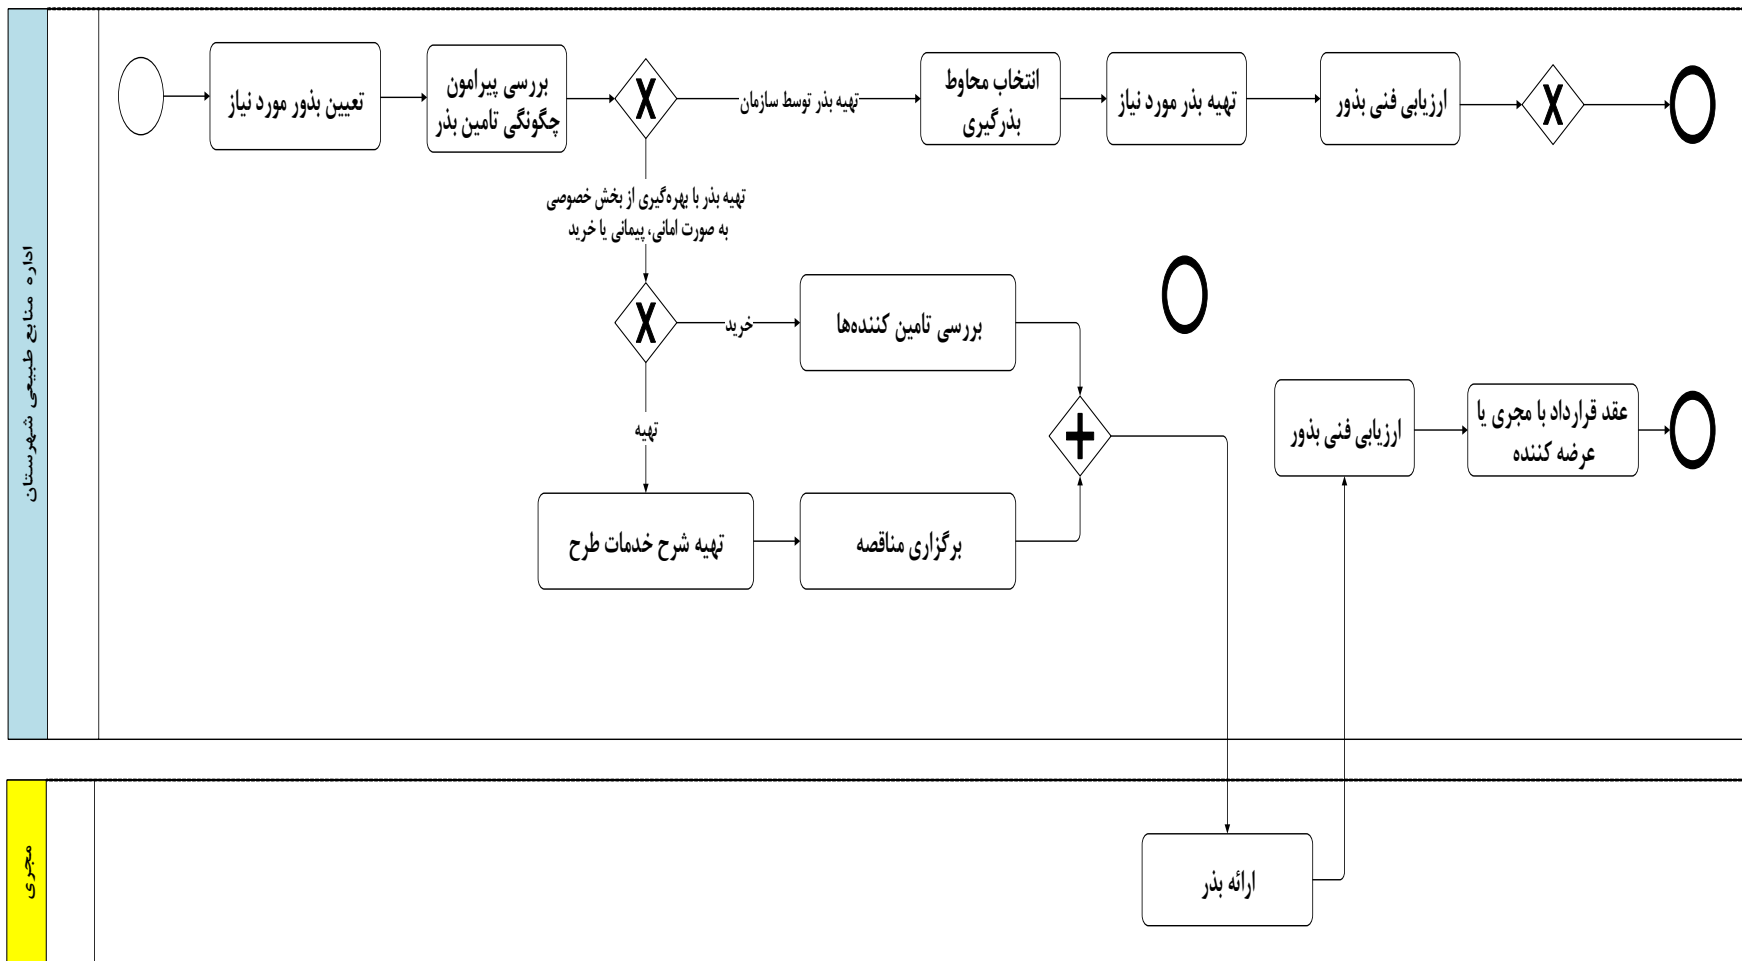 اداره منابع طبیعی شهرستان
تعیین بذور مورد نیاز
بررسی پیرامون
چگونگی تامین بذر
تهیه بذر توسط سازمان
انتخاب محاوط
بذرگیری
تهیه بذر مورد نیاز
ارزیابی فنی بذور
تهیه بذر با بهره‌گیری از بخش خصوصی
به صورت امانی، پیمانی یا خرید
خرید
بررسی تامین کننده‌ها
تهیه
تهیه شرح خدمات طرح
برگزاری مناقصه
ارزیابی فنی بذور
عقد قرارداد با مجری یا
عرضه کننده
مجری
ارائه بذر